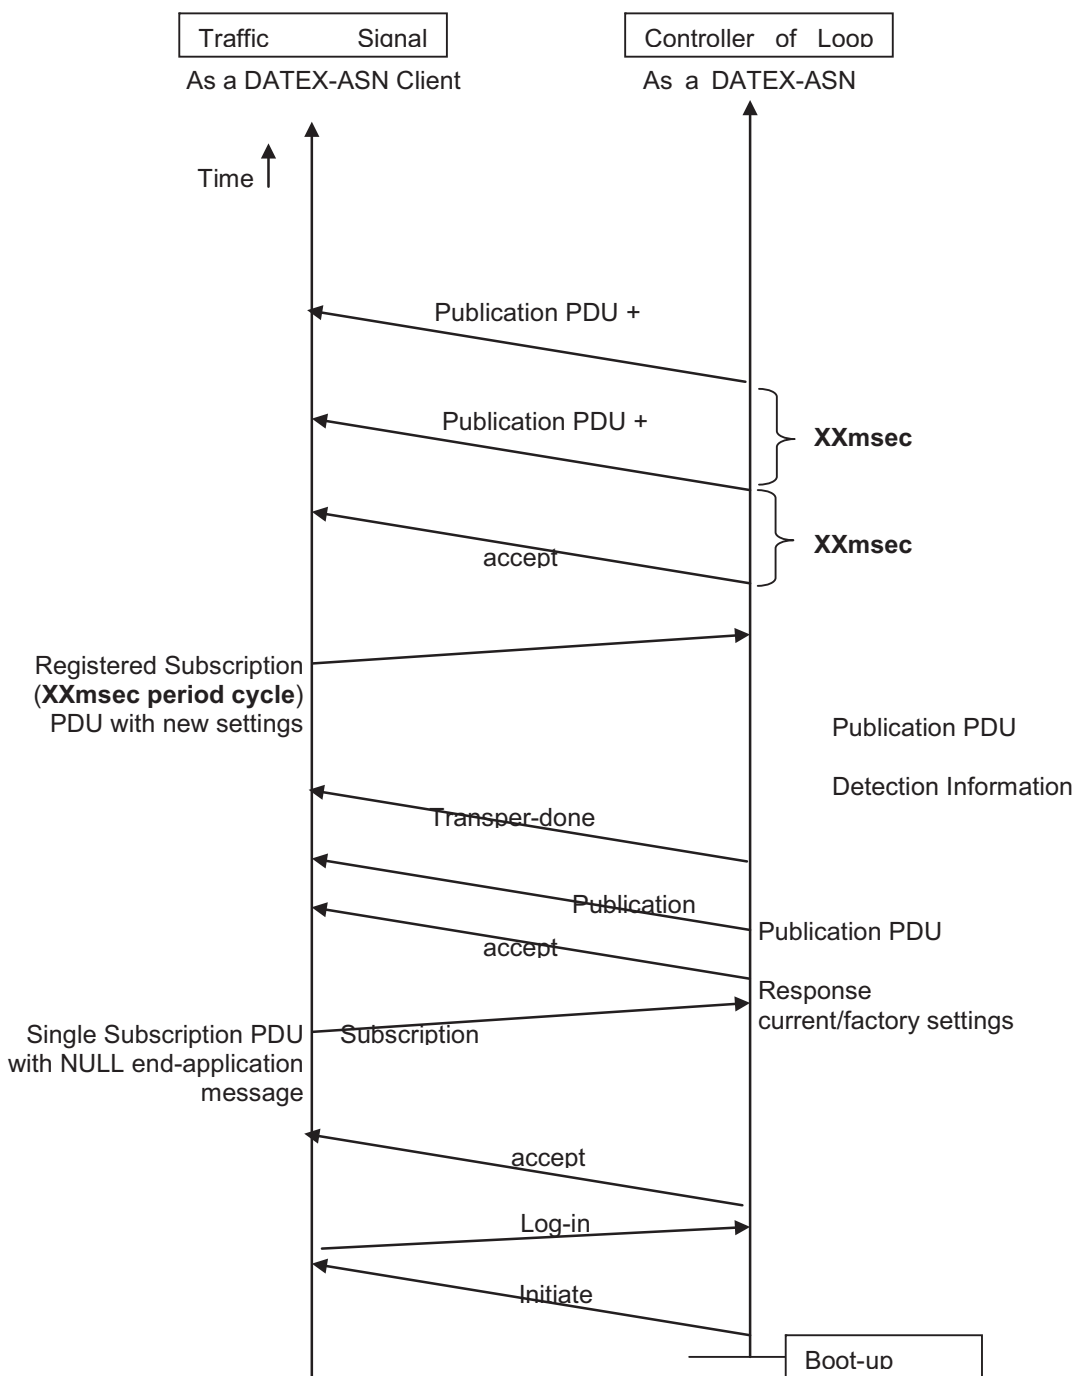 Traffic Signal
Controller of Loop
As a DATEX-ASN Client
As a DATEX-ASN
Time
Publication PDU +
Publication PDU +
XXmsec
accept
XXmsec
Registered Subscription
(XXmsec period cycle)
PDU with new settings
Publication PDU
Detection Information
Transper-done
Publication
Publication PDU
accept
Response
current/factory settings
Single Subscription PDU
with NULL end-application
message
Subscription
accept
Log-in
Initiate
Boot-up